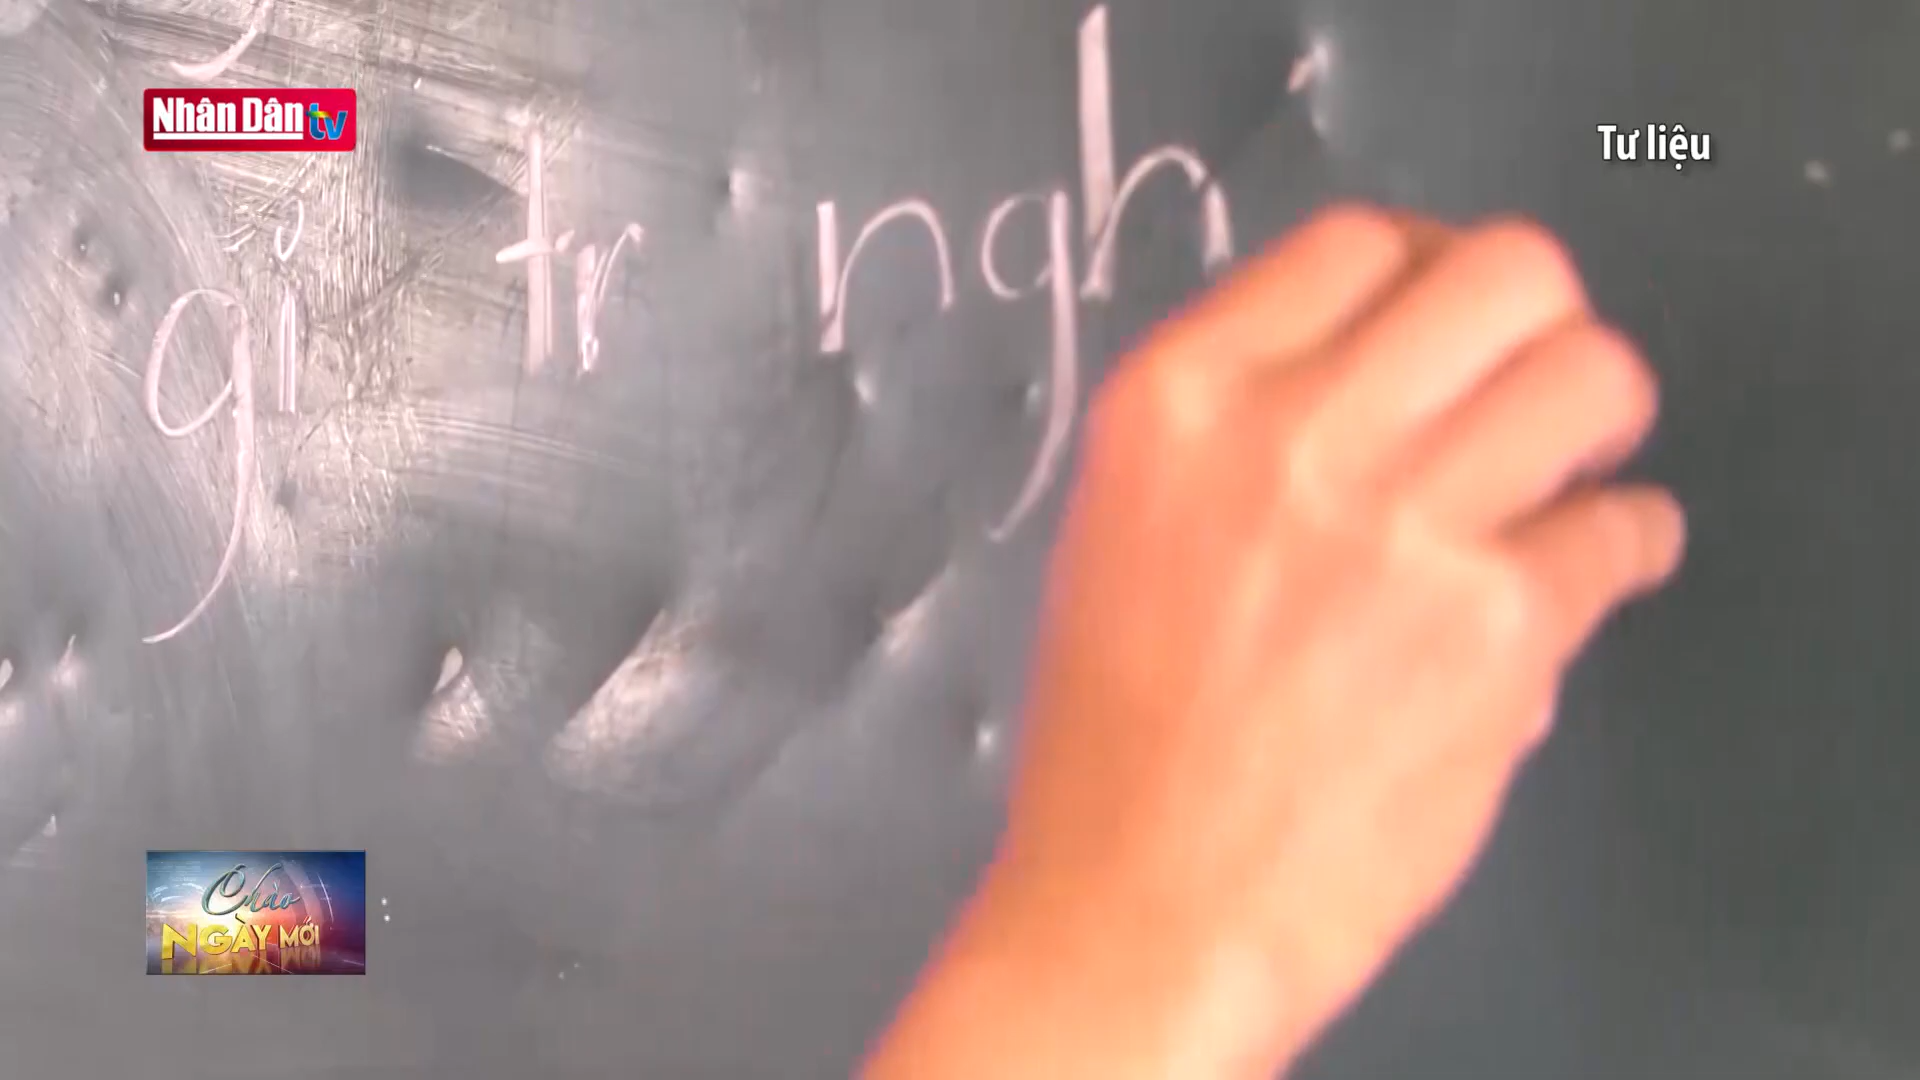 Nhân Dân tv
Tư liệu
gi tr ngh
Chào
NGÀY MỚI